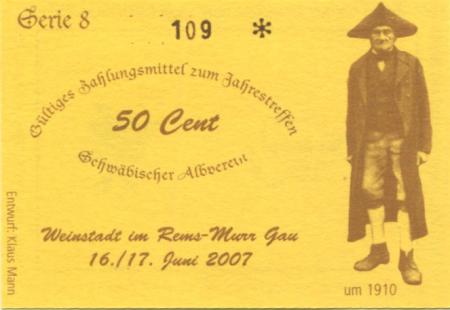 Serie 8
109 *
Gültiges Zahlungsmittel zum Jahrestreffen
50 Cent
Schwäbischer Albverein
Weinstadt im Rems-Murr Gau
16./17. Juni 2007
Entwurf: Klaus Mann
um 1910